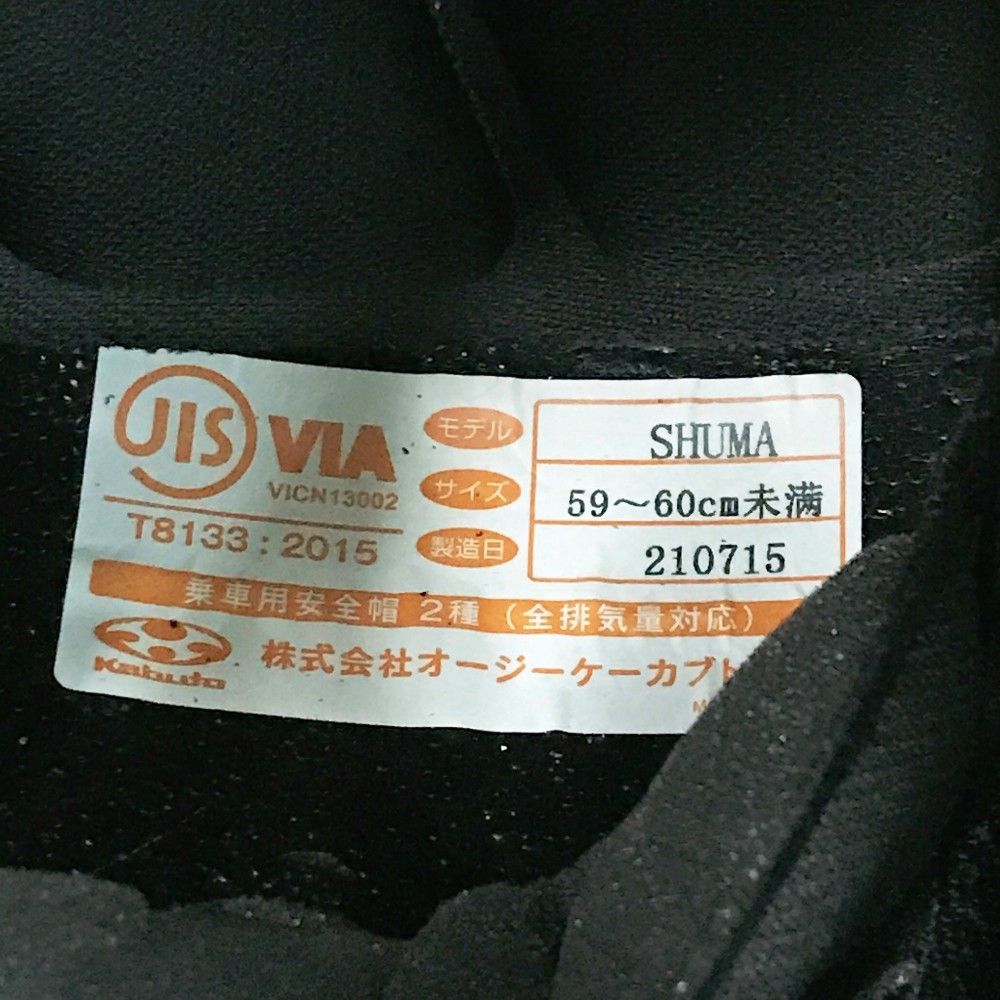 JIS VIA
VICN13002
T8133:2015
モデル SHUMA
サイズ 59～60cm未満
製造日 210715
乗車用安全帽 2種（全排気量対応）
Kabuto 株式会社オージーケーカブト